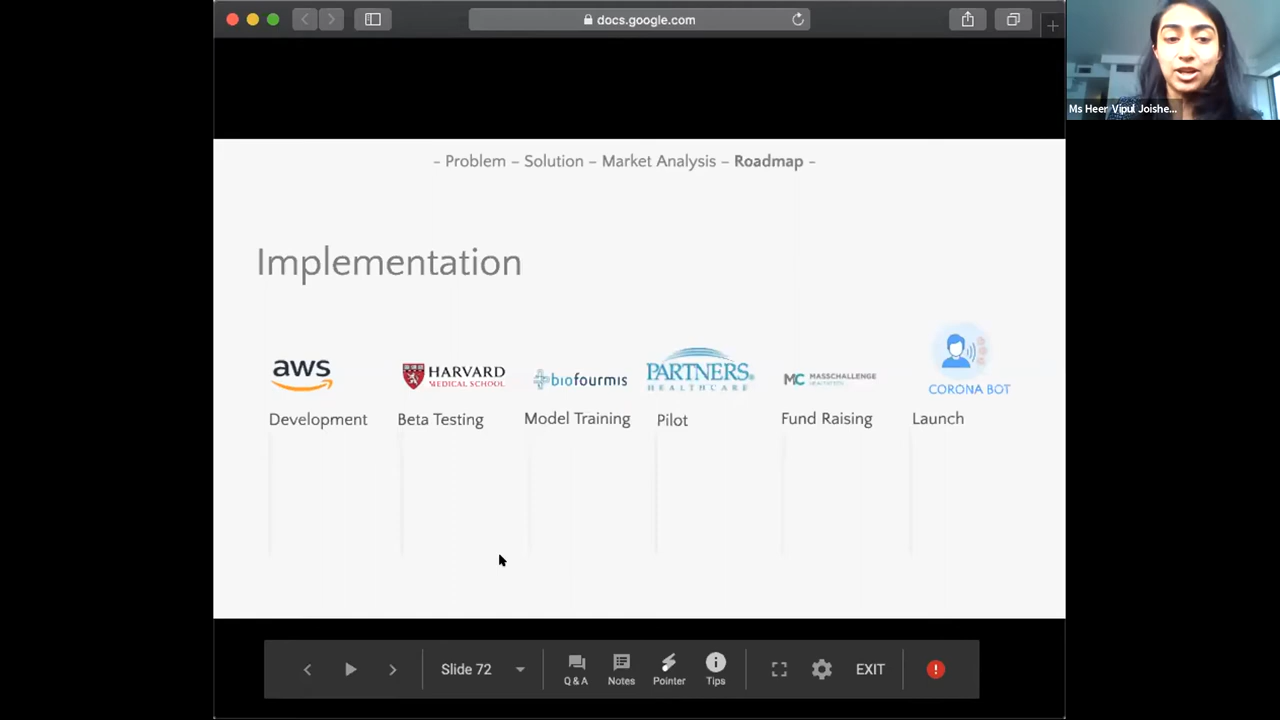 docs.google.com
Ms Heer Vipul Joishe...
- Problem – Solution – Market Analysis – Roadmap -
Implementation
aws
HARVARD
MEDICAL SCHOOL
biofourmis
PARTNERS
HEALTHCARE
MC MASSCHALLENGE
CORONA BOT
Development
Beta Testing
Model Training
Pilot
Fund Raising
Launch
Slide 72
Q & A
Notes
Pointer
Tips
EXIT